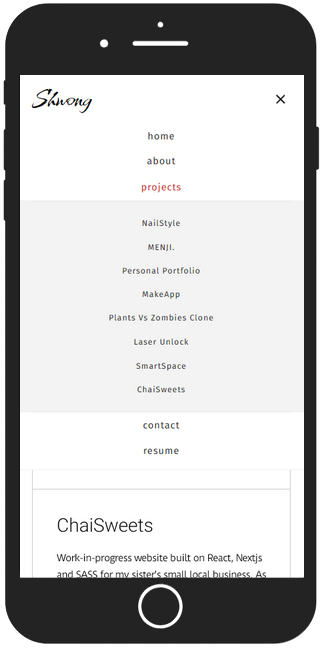 Shwong
home
about
projects
NailStyle
MENJI.
Personal Portfolio
MakeApp
Plants Vs Zombies Clone
Laser Unlock
SmartSpace
ChaiSweets
contact
resume
ChaiSweets
Work-in-progress website built on React, Nextjs
and SASS for my sister's small local business. As